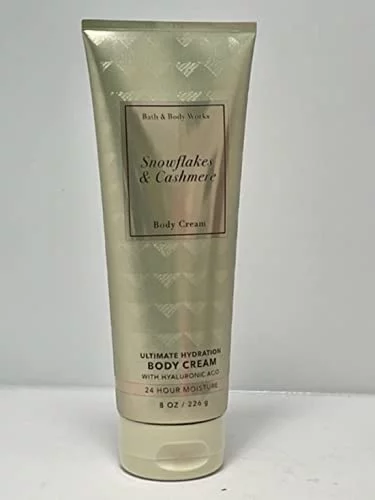 Bath & Body Works
Snowflakes
& Cashmere
Body Cream
ULTIMATE HYDRATION
BODY CREAM
WITH HYALURONIC ACID
24 HOUR MOISTURE
8 OZ / 226 g